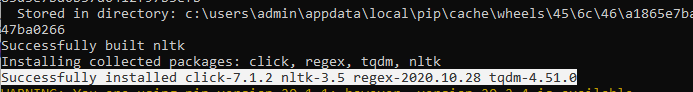 Stored in directory: c:\users\admin\appdata\local\pip\cache\wheels\45\6c\46\a1865e7ba
47ba0266
Successfully built nltk
Installing collected packages: click, regex, tqdm, nltk
Successfully installed click-7.1.2 nltk-3.5 regex-2020.10.28 tqdm-4.51.0